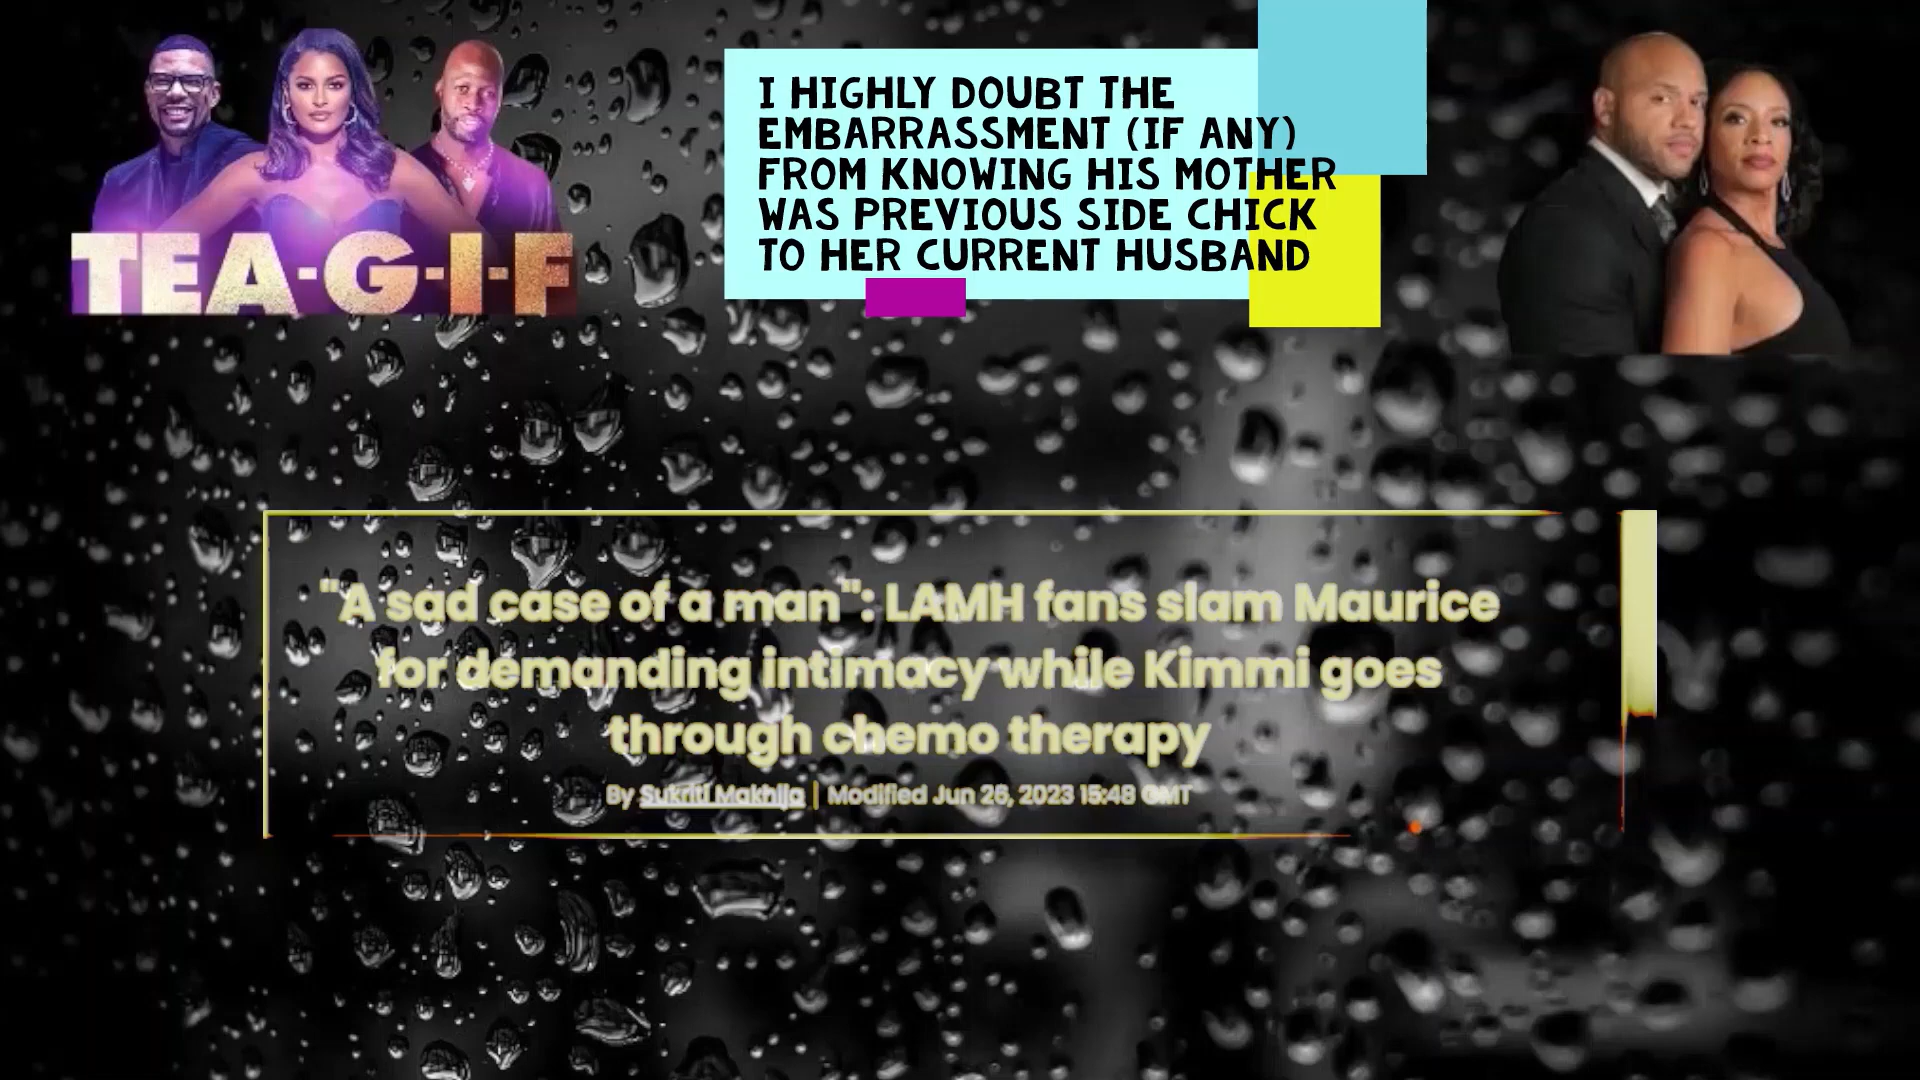 TEA-G-I-F
I HIGHLY DOUBT THE
EMBARRASSMENT (IF ANY)
FROM KNOWING HIS MOTHER
WAS PREVIOUS SIDE CHICK
TO HER CURRENT HUSBAND
"A sad case of a man": LAMH fans slam Maurice
for demanding intimacy while Kimmi goes
through chemo therapy
By Sukriti Makhija | Modified Jun 26, 2023 15:48 GMT